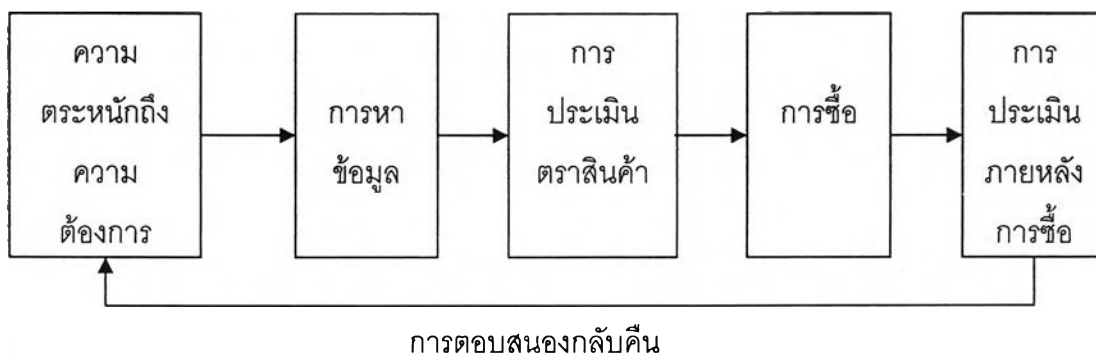 ความ
ตระหนักถึง
ความ
ต้องการ
การหา
ข้อมูล
การ
ประเมิน
ตราสินค้า
การซื้อ
การ
ประเมิน
ภายหลัง
การซื้อ
การตอบสนองกลับคืน